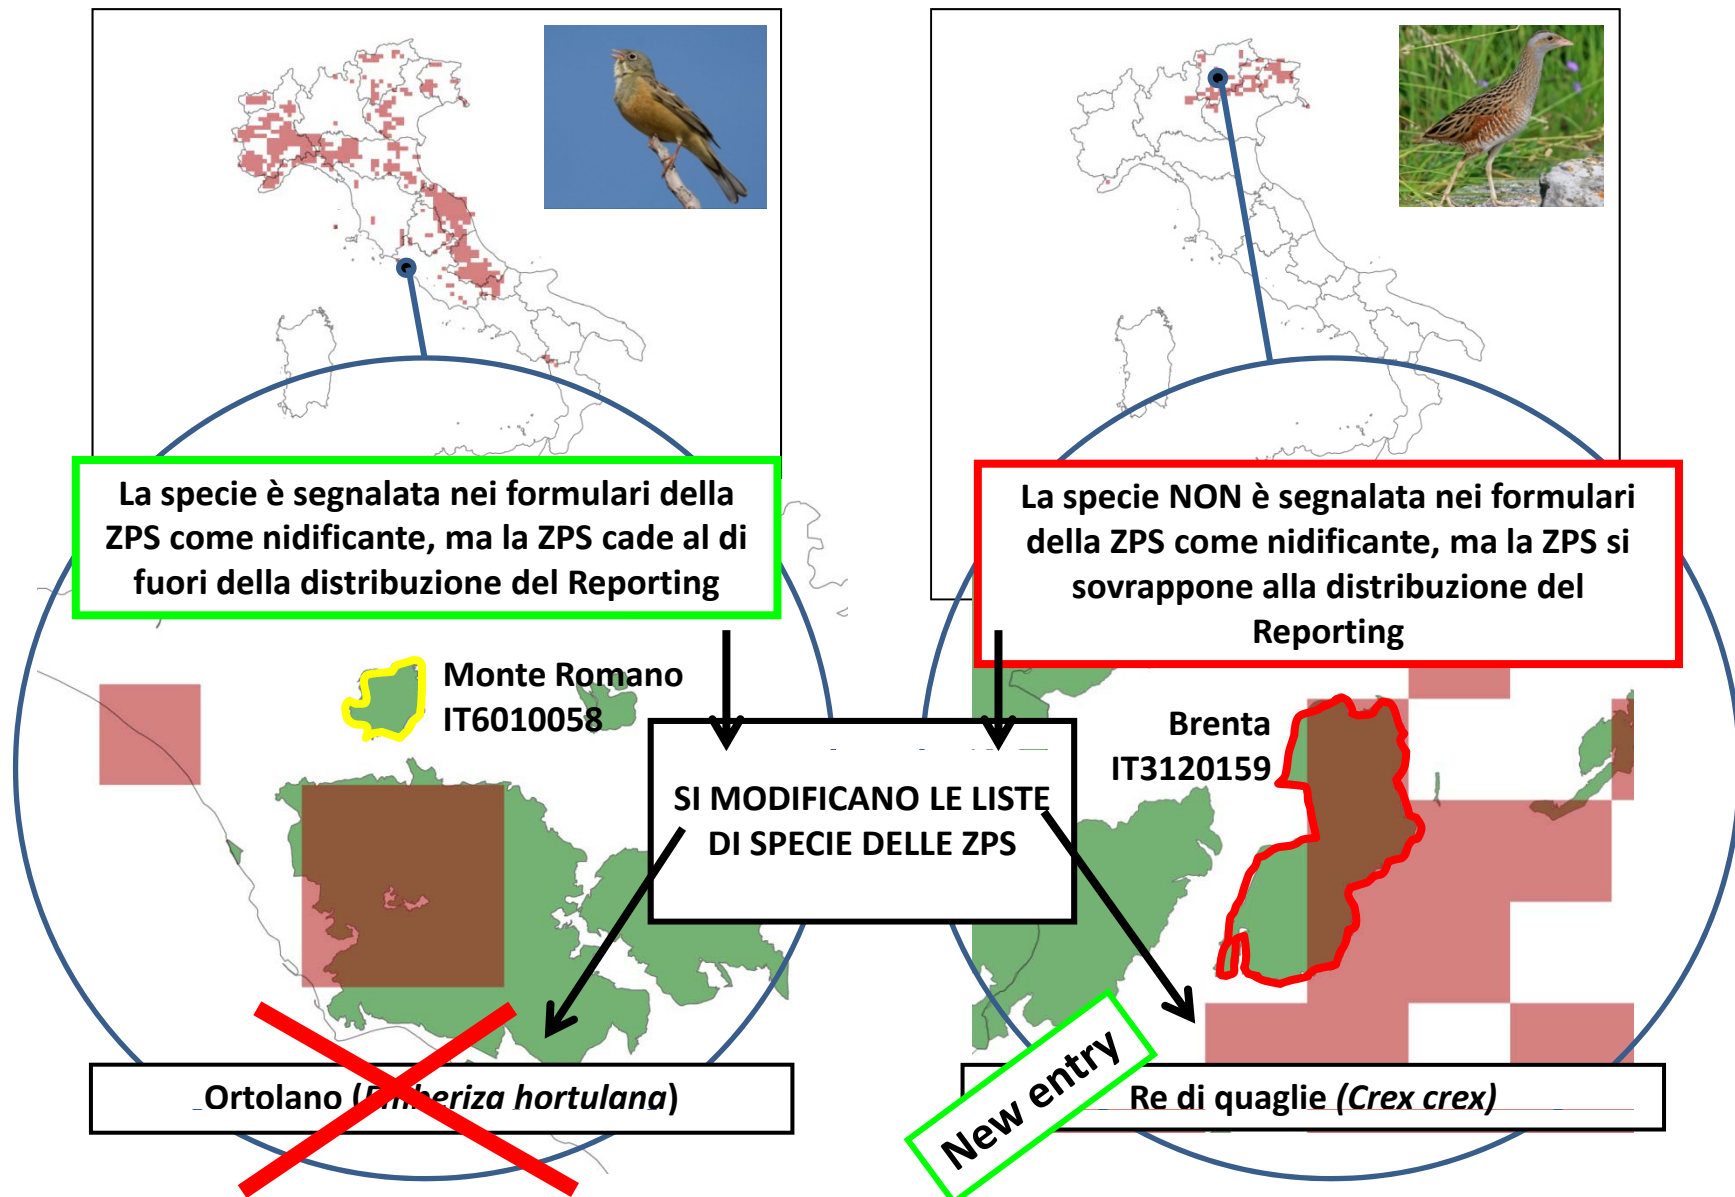 La specie è segnalata nei formulari della
ZPS come nidificante, ma la ZPS cade al di
fuori della distribuzione del Reporting
La specie NON è segnalata nei formulari
della ZPS come nidificante, ma la ZPS si
sovrappone alla distribuzione del
Reporting
Monte Romano
IT6010058
Brenta
IT3120159
SI MODIFICANO LE LISTE
DI SPECIE DELLE ZPS
Ortolano (Emberiza hortulana)
New entry
Re di quaglie (Crex crex)